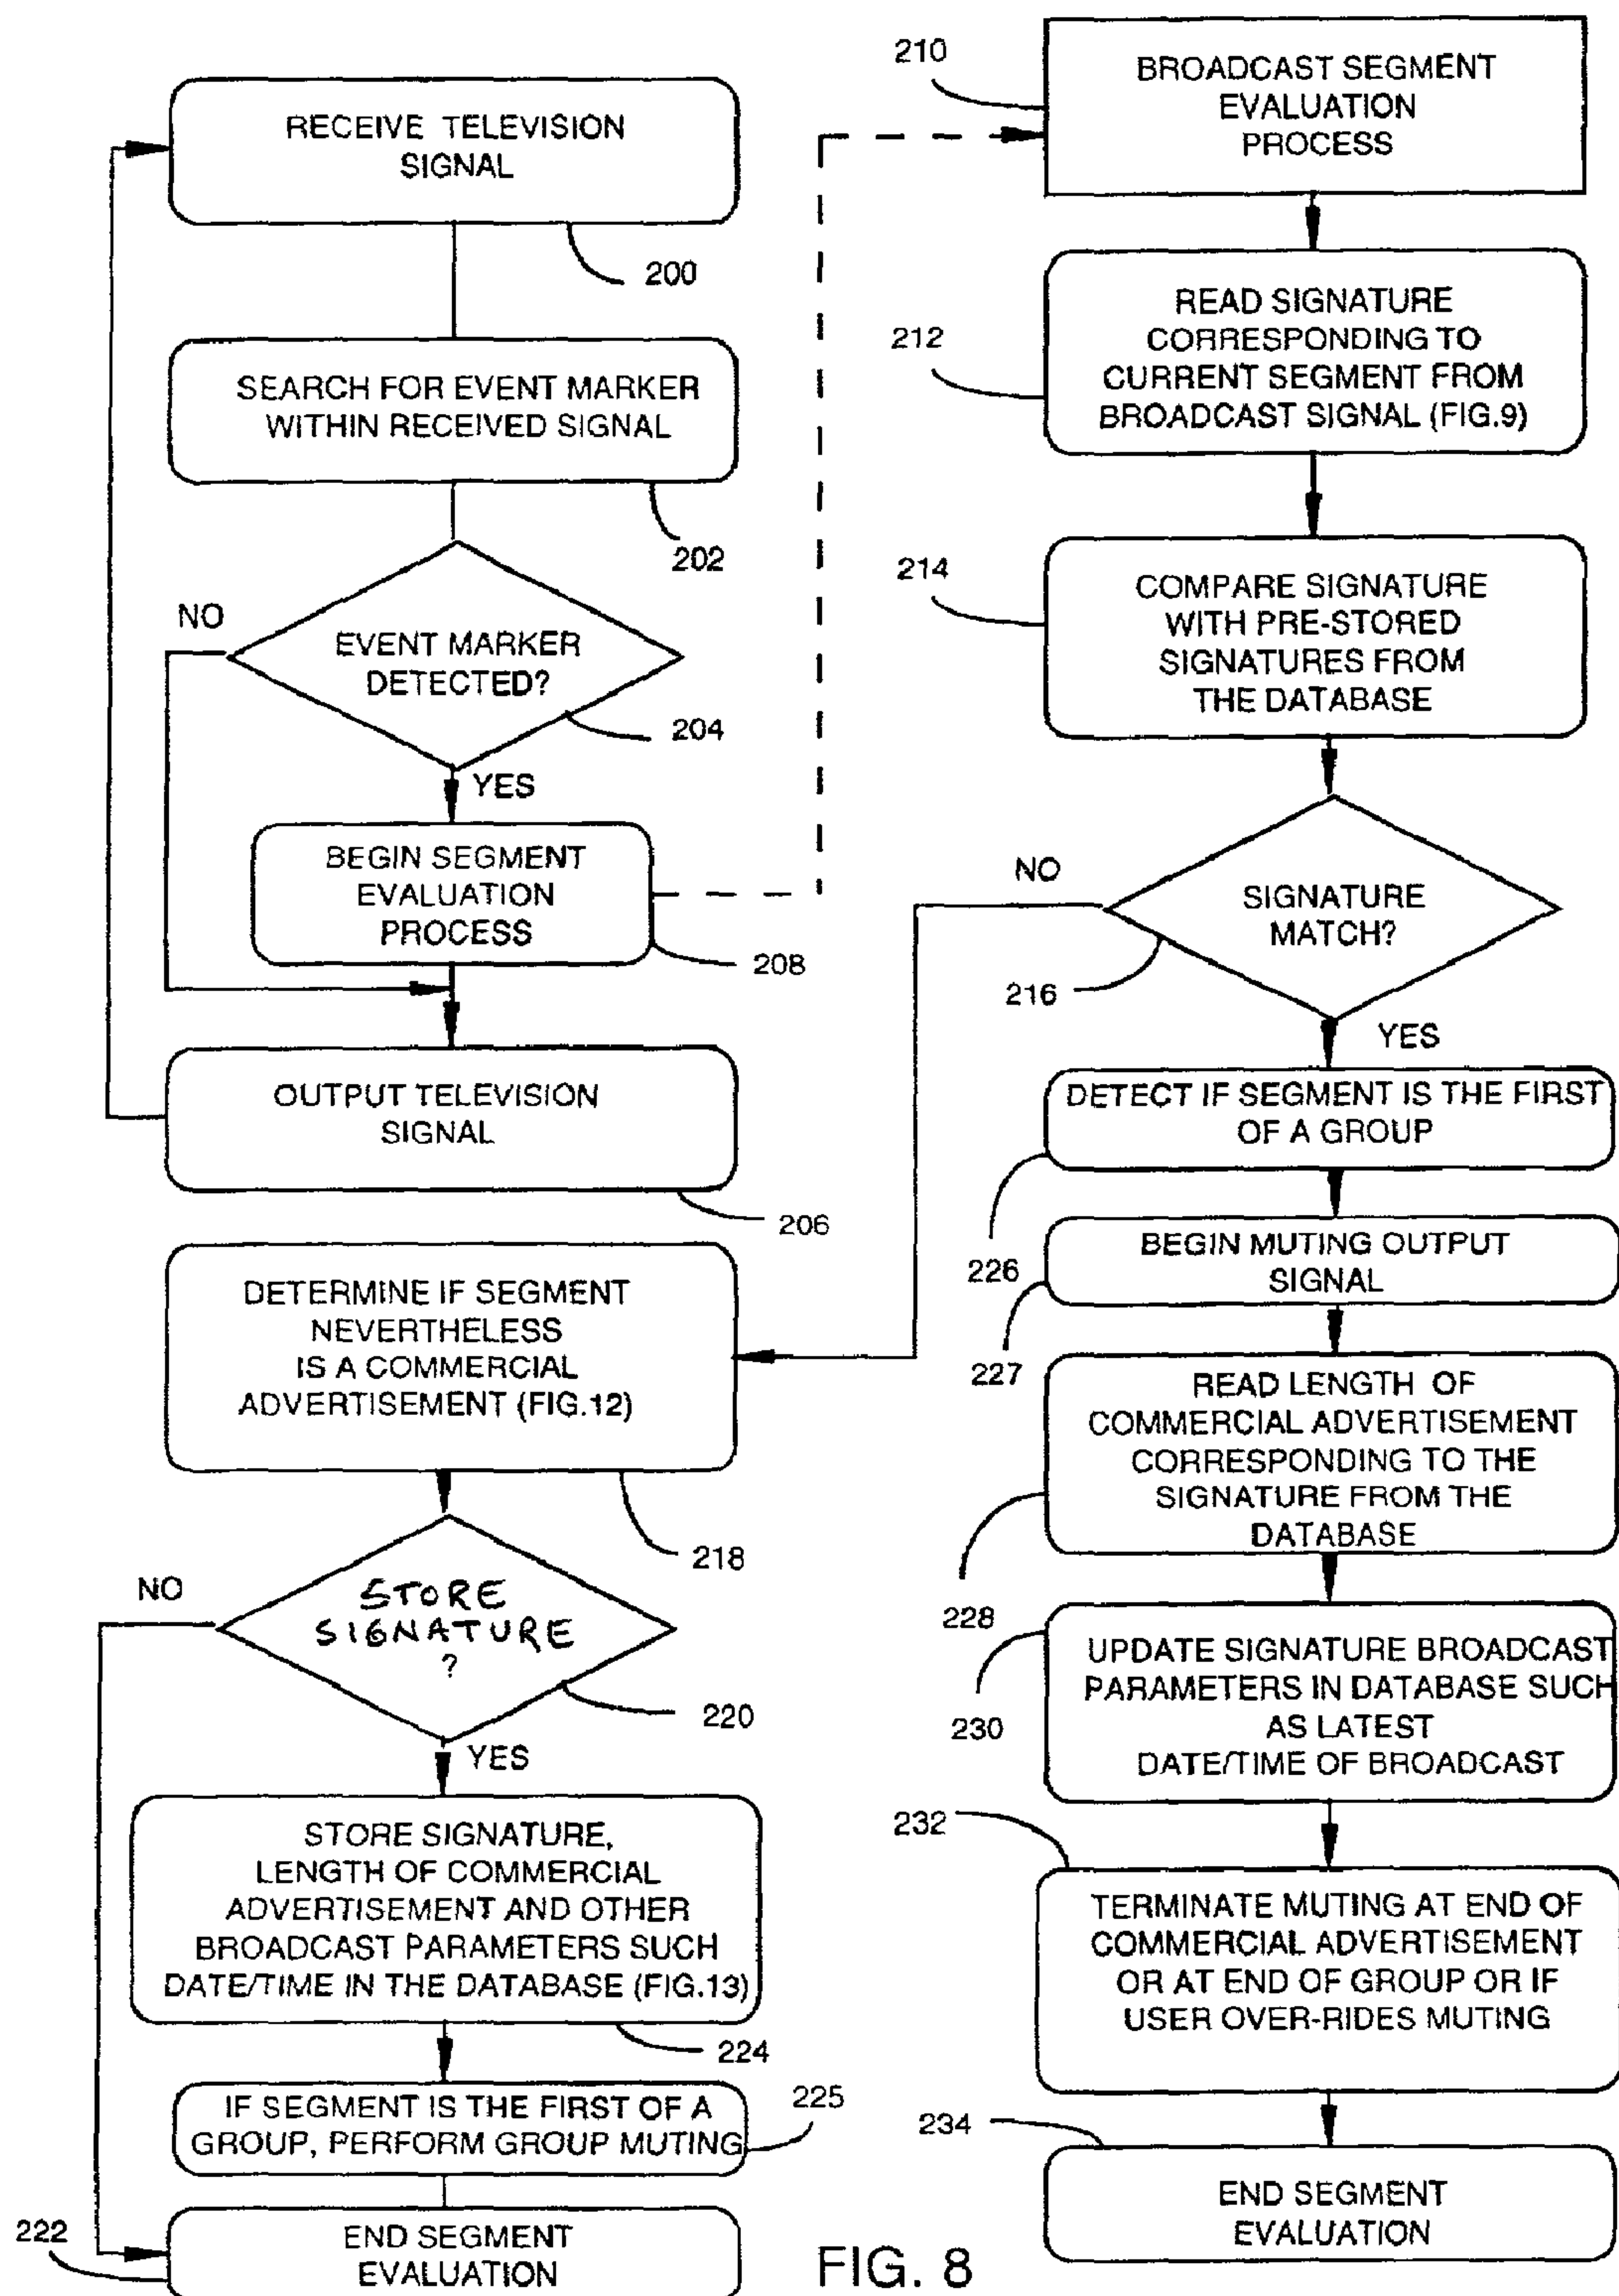 RECEIVE TELEVISION
SIGNAL
200
SEARCH FOR EVENT MARKER
WITHIN RECEIVED SIGNAL
202
NO
EVENT MARKER
DETECTED?
204
YES
BEGIN SEGMENT
EVALUATION
PROCESS
208
OUTPUT TELEVISION
SIGNAL
206
DETERMINE IF SEGMENT
NEVERTHELESS
IS A COMMERCIAL
ADVERTISEMENT (FIG.12)
218
NO
STORE
SIGNATURE
?
220
YES
STORE SIGNATURE,
LENGTH OF COMMERCIAL
ADVERTISEMENT AND OTHER
BROADCAST PARAMETERS SUCH
DATE/TIME IN THE DATABASE (FIG.13)
224
IF SEGMENT IS THE FIRST OF A
GROUP, PERFORM GROUP MUTING
225
222
END SEGMENT
EVALUATION
210
BROADCAST SEGMENT
EVALUATION
PROCESS
212
READ SIGNATURE
CORRESPONDING TO
CURRENT SEGMENT FROM
BROADCAST SIGNAL (FIG.9)
214
COMPARE SIGNATURE
WITH PRE-STORED
SIGNATURES FROM
THE DATABASE
NO
SIGNATURE
MATCH?
216
YES
DETECT IF SEGMENT IS THE FIRST
OF A GROUP
226
BEGIN MUTING OUTPUT
SIGNAL
227
READ LENGTH OF
COMMERCIAL ADVERTISEMENT
CORRESPONDING TO THE
SIGNATURE FROM THE
DATABASE
228
UPDATE SIGNATURE BROADCAST
PARAMETERS IN DATABASE SUCH
AS LATEST
DATE/TIME OF BROADCAST
230
232
TERMINATE MUTING AT END OF
COMMERCIAL ADVERTISEMENT
OR AT END OF GROUP OR IF
USER OVER-RIDES MUTING
234
END SEGMENT
EVALUATION
FIG. 8